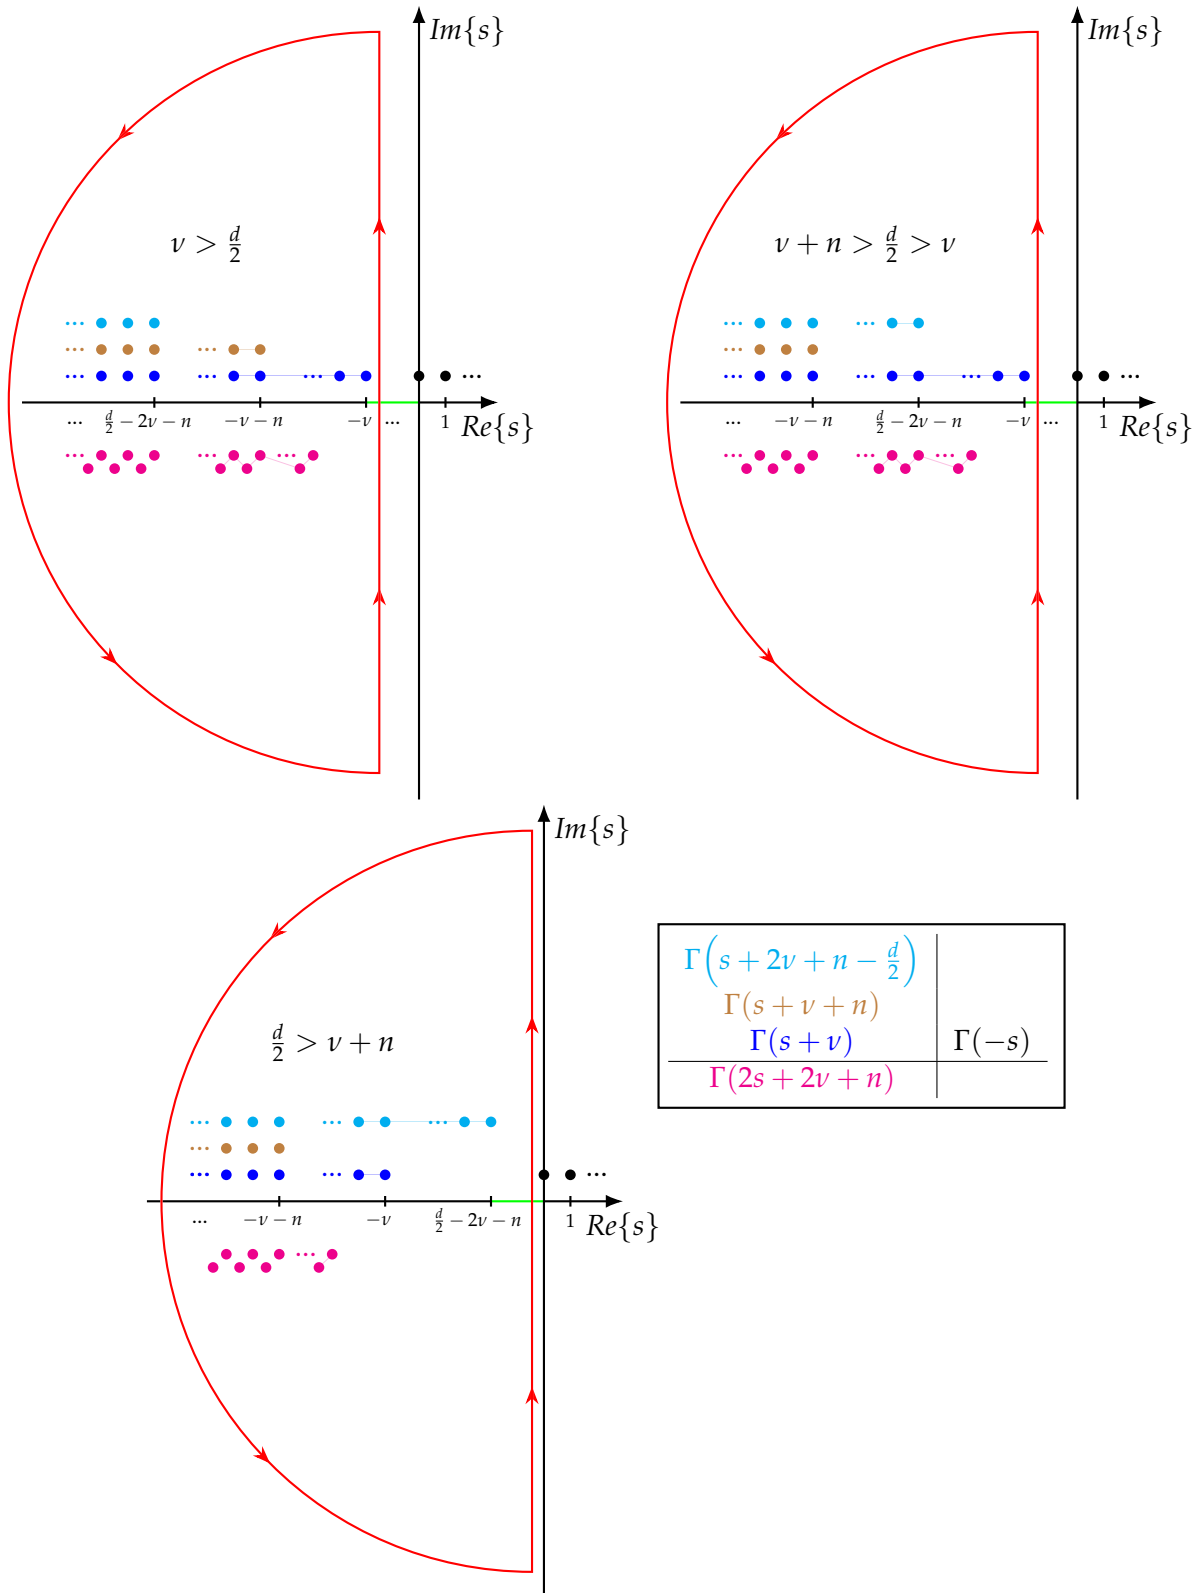 Im{s}
ν > d/2
... d/2 − 2ν − n −ν − n −ν ... 1 Re{s}
Im{s}
ν + n > d/2 > ν
... −ν − n d/2 − 2ν − n −ν ... 1 Re{s}
Im{s}
d/2 > ν + n
... −ν − n −ν d/2 − 2ν − n 1 Re{s}
Γ(s + 2ν + n − d/2)
Γ(s + ν + n)
Γ(s + ν) Γ(−s)
Γ(2s + 2ν + n)